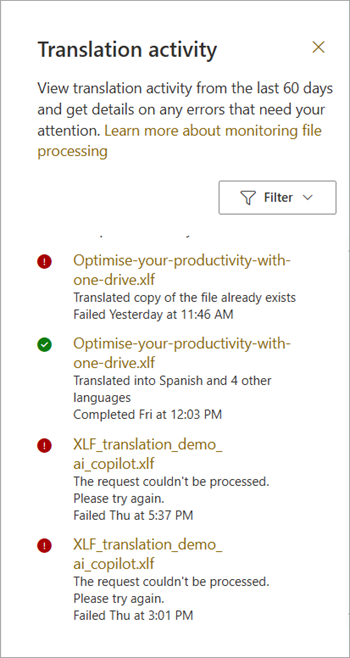 Translation activity
View translation activity from the last 60 days
and get details on any errors that need your
attention. Learn more about monitoring file
processing
Filter
Optimise-your-productivity-with-
one-drive.xlf
Translated copy of the file already exists
Failed Yesterday at 11:46 AM
Optimise-your-productivity-with-
one-drive.xlf
Translated into Spanish and 4 other
languages
Completed Fri at 12:03 PM
XLF_translation_demo_
ai_copilot.xlf
The request couldn't be processed.
Please try again.
Failed Thu at 5:37 PM
XLF_translation_demo_
ai_copilot.xlf
The request couldn't be processed.
Please try again.
Failed Thu at 3:01 PM